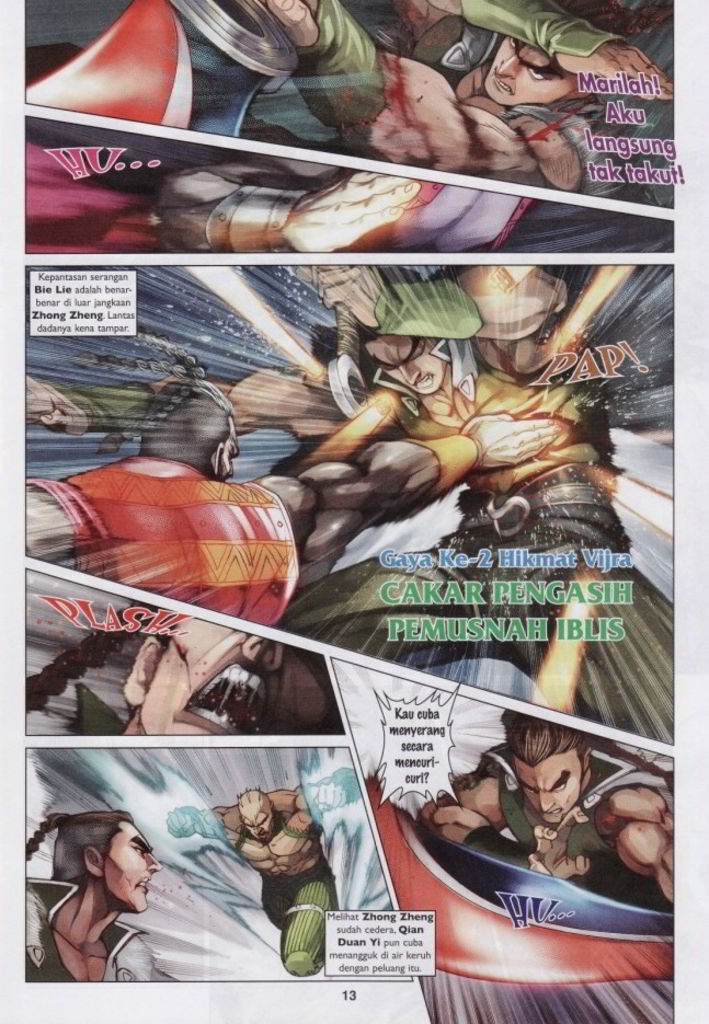 Marilah!
Aku
langsung
tak takut!
HU...
Kepantasan serangan
Bie Lie adalah benar-
benar di luar jangkaan
Zhong Zheng. Lantas
dadanya kena tampar.
PAP!
Gaya Ke-2 Hikmat Vijra
CAKAR PENGASIH
PEMUSNAH IBLIS
PLASH...
Kau cuba
menyerang
secara
mencuri-
curi?
HU...
Melihat Zhong Zheng
sudah cedera, Qian
Duan Yi pun cuba
menangguk di air keruh
dengan peluang itu.
13